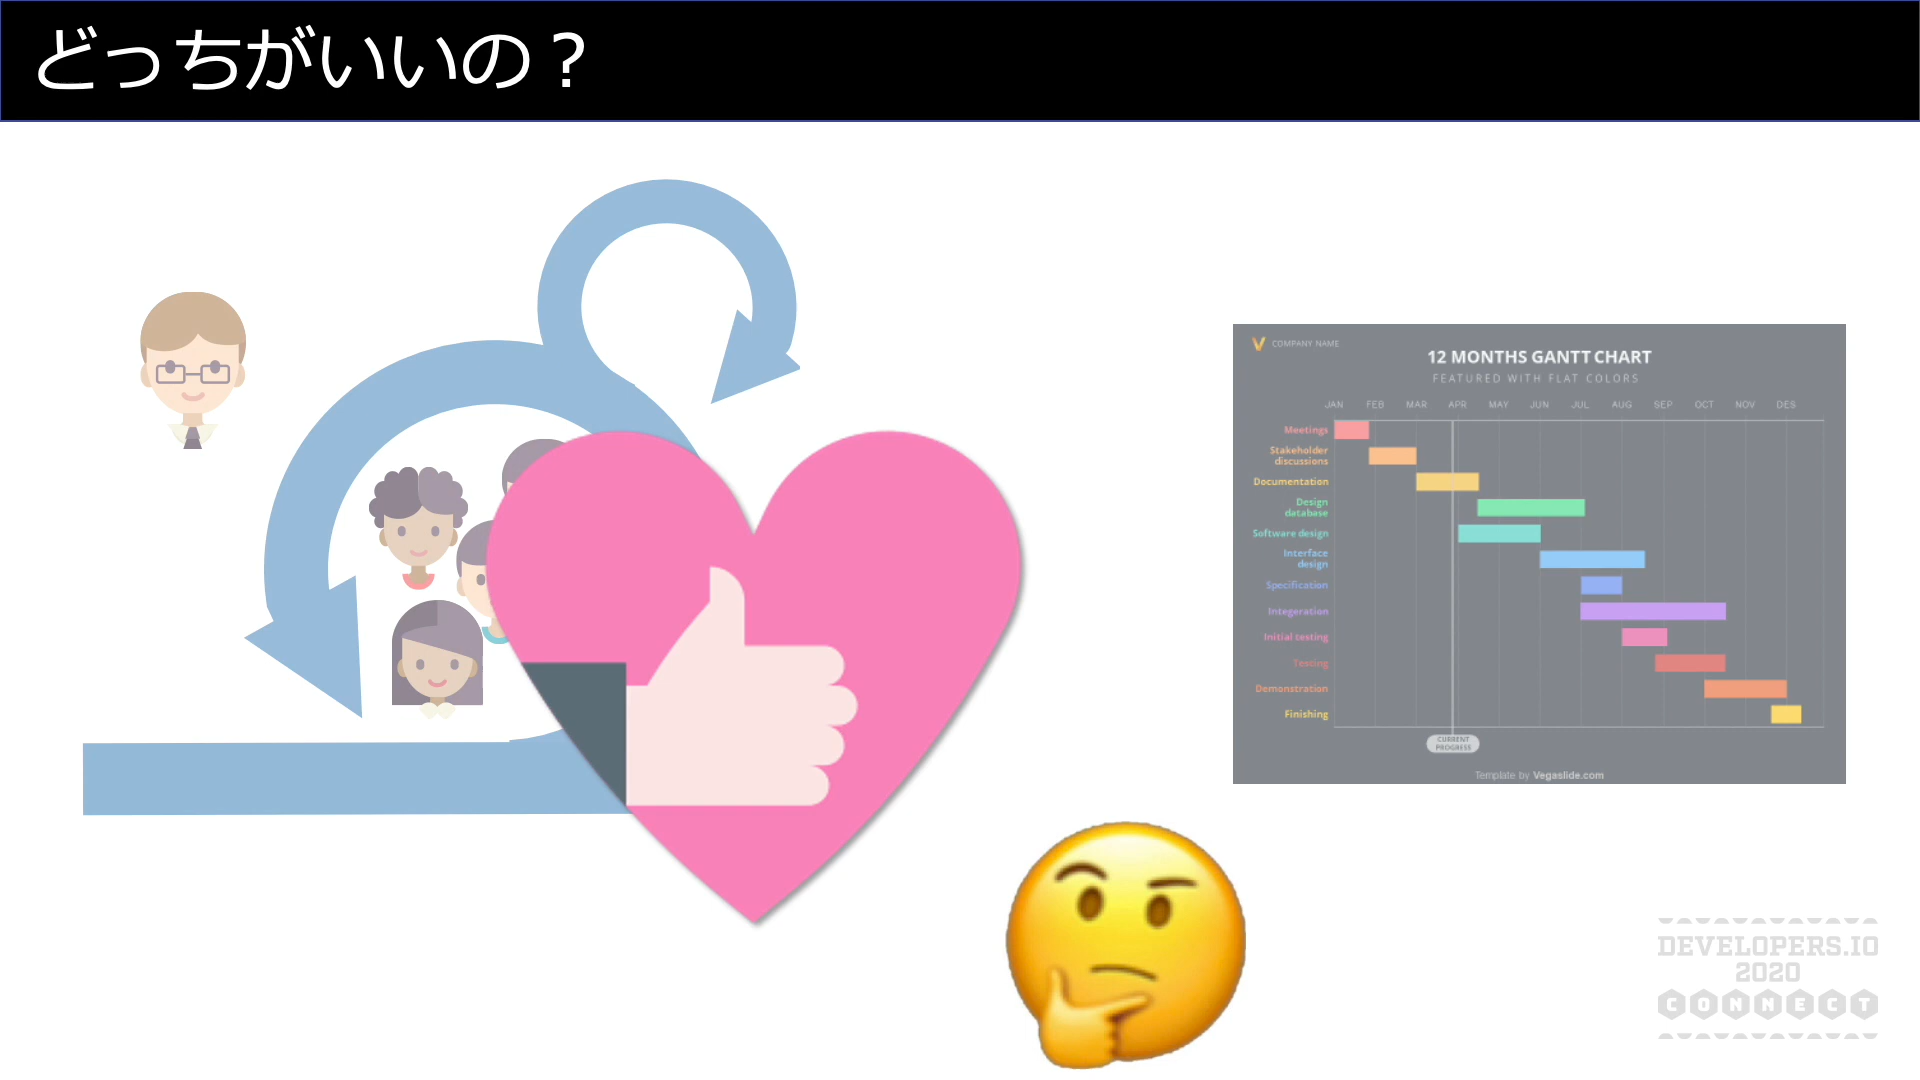 どっちがいいの？
COMPANY NAME
12 MONTHS GANTT CHART
FEATURED WITH FLAT COLORS
JAN FEB MAR APR MAY JUN JUL AUG SEP OCT NOV DES
Meetings
Stakeholder
discussions
Documentation
Design
database
Software design
Interface
design
Specification
Integeration
Initial testing
Testing
Demonstration
Finishing
CURRENT
PROGRESS
Template by Vegaslide.com
DEVELOPERS.IO
2020
CONNECT